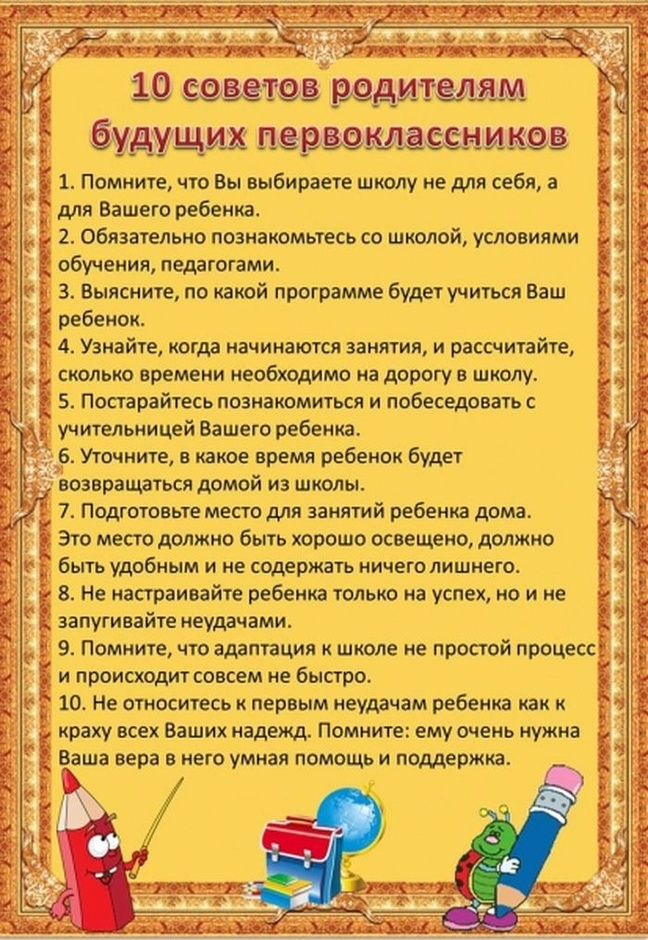 10 советов родителям
будущих первоклассников
1. Помните, что Вы выбираете школу не для себя, а
для Вашего ребенка.
2. Обязательно познакомьтесь со школой, условиями
обучения, педагогами.
3. Выясните, по какой программе будет учиться Ваш
ребенок.
4. Узнайте, когда начинаются занятия, и рассчитайте,
сколько времени необходимо на дорогу в школу.
5. Постарайтесь познакомиться и побеседовать с
учительницей Вашего ребенка.
6. Уточните, в какое время ребенок будет
возвращаться домой из школы.
7. Подготовьте место для занятий ребенка дома.
Это место должно быть хорошо освещено, должно
быть удобным и не содержать ничего лишнего.
8. Не настраивайте ребенка только на успех, но и не
запугивайте неудачами.
9. Помните, что адаптация к школе не простой процесс
и происходит совсем не быстро.
10. Не относитесь к первым неудачам ребенка как к
краху всех Ваших надежд. Помните: ему очень нужна
Ваша вера в него умная помощь и поддержка.